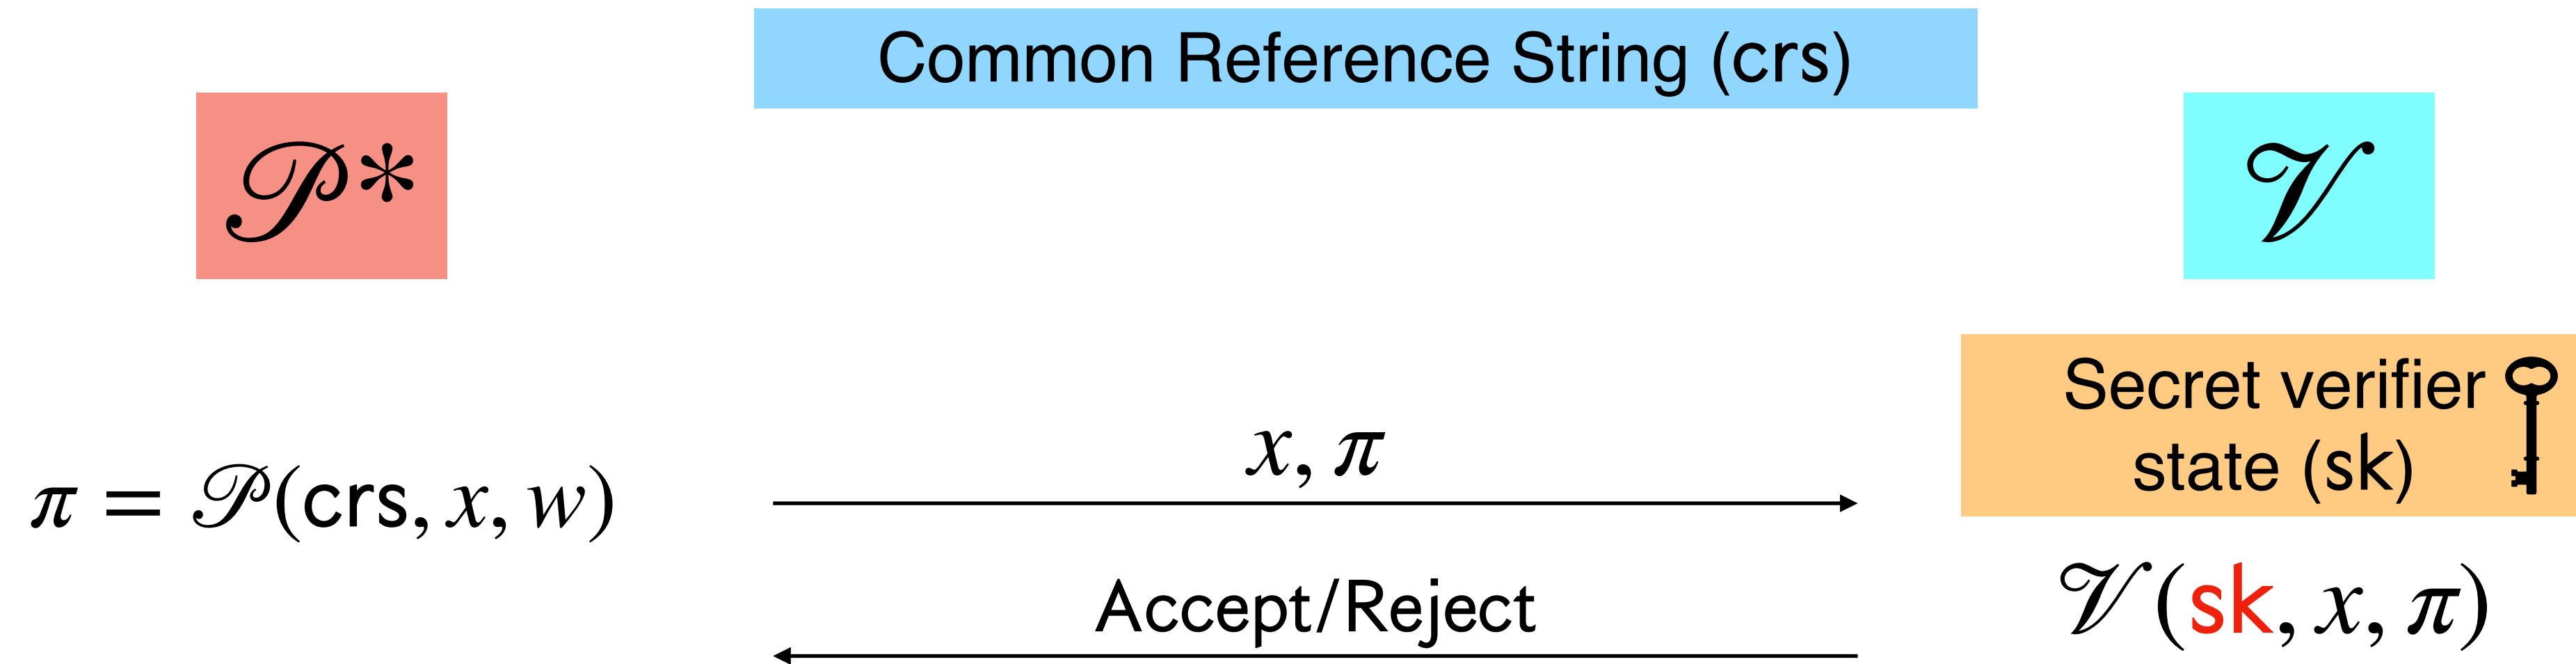 Common Reference String (crs)
𝒫*
𝒱
Secret verifier
state (sk)
x, π
π = 𝒫(crs, x, w)
Accept/Reject
𝒱(sk, x, π)